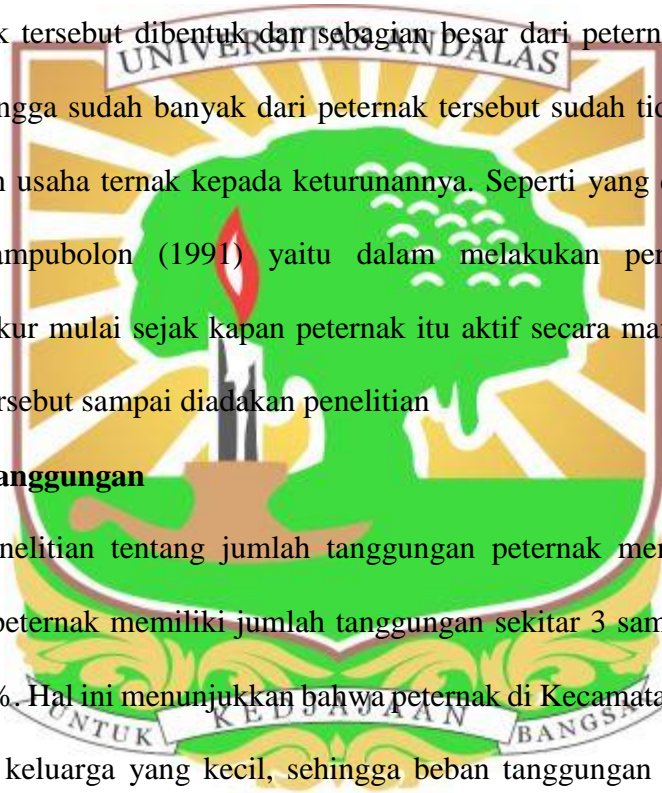 k tersebut dibentuk dan sebagian besar dari petern
UNIVERSITAS ANDALAS
ngga sudah banyak dari peternak tersebut sudah tid
n usaha ternak kepada keturunannya. Seperti yang
ampubolon (1991) yaitu dalam melakukan per
kur mulai sejak kapan peternak itu aktif secara man
rsebut sampai diadakan penelitian
anggungan
nelitian tentang jumlah tanggungan peternak men
peternak memiliki jumlah tanggungan sekitar 3 sam
%. Hal ini menunjukkan bahwa peternak di Kecamata
UNTUK KEDJAJAAN BANGSA
keluarga yang kecil, sehingga beban tanggungan